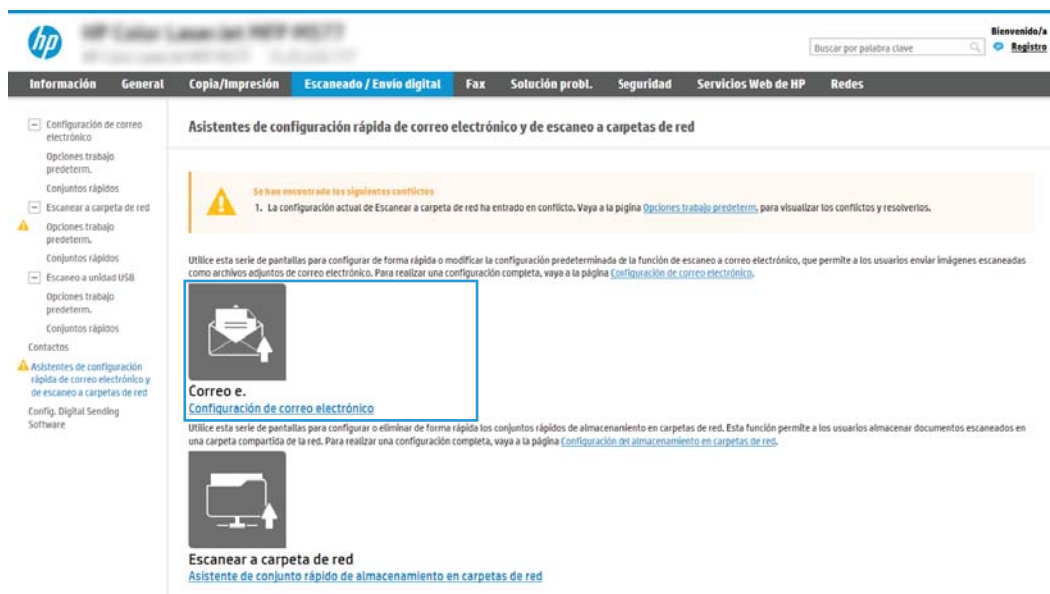 hp
Bienvenido/a
Buscar por palabra clave
Registro
Información General Copia/Impresión Escaneado / Envío digital Fax Solución probl. Seguridad Servicios Web de HP Redes
Configuración de correo
electrónico
Opciones trabajo
predeterm.
Conjuntos rápidos
Escanear a carpeta de red
Opciones trabajo
predeterm.
Conjuntos rápidos
Escaneo a unidad USB
Opciones trabajo
predeterm.
Conjuntos rápidos
Contactos
Asistentes de configuración
rápida de correo electrónico y
de escaneo a carpetas de red
Config. Digital Sending
Software
Asistentes de configuración rápida de correo electrónico y de escaneo a carpetas de red
Se han encontrado los siguientes conflictos
1. La configuración actual de Escanear a carpeta de red ha entrado en conflicto. Vaya a la página Opciones trabajo predeterm. para visualizar los conflictos y resolverlos.
Utilice esta serie de pantallas para configurar de forma rápida o modificar la configuración predeterminada de la función de escaneo a correo electrónico, que permite a los usuarios enviar imágenes escaneadas
como archivos adjuntos de correo electrónico. Para realizar una configuración completa, vaya a la página Configuración de correo electrónico.
Correo e.
Configuración de correo electrónico
Utilice esta serie de pantallas para configurar o eliminar de forma rápida los conjuntos rápidos de almacenamiento en carpetas de red. Esta función permite a los usuarios almacenar documentos escaneados en
una carpeta compartida de la red. Para realizar una configuración completa, vaya a la página Configuración del almacenamiento en carpetas de red.
Escanear a carpeta de red
Asistente de conjunto rápido de almacenamiento en carpetas de red